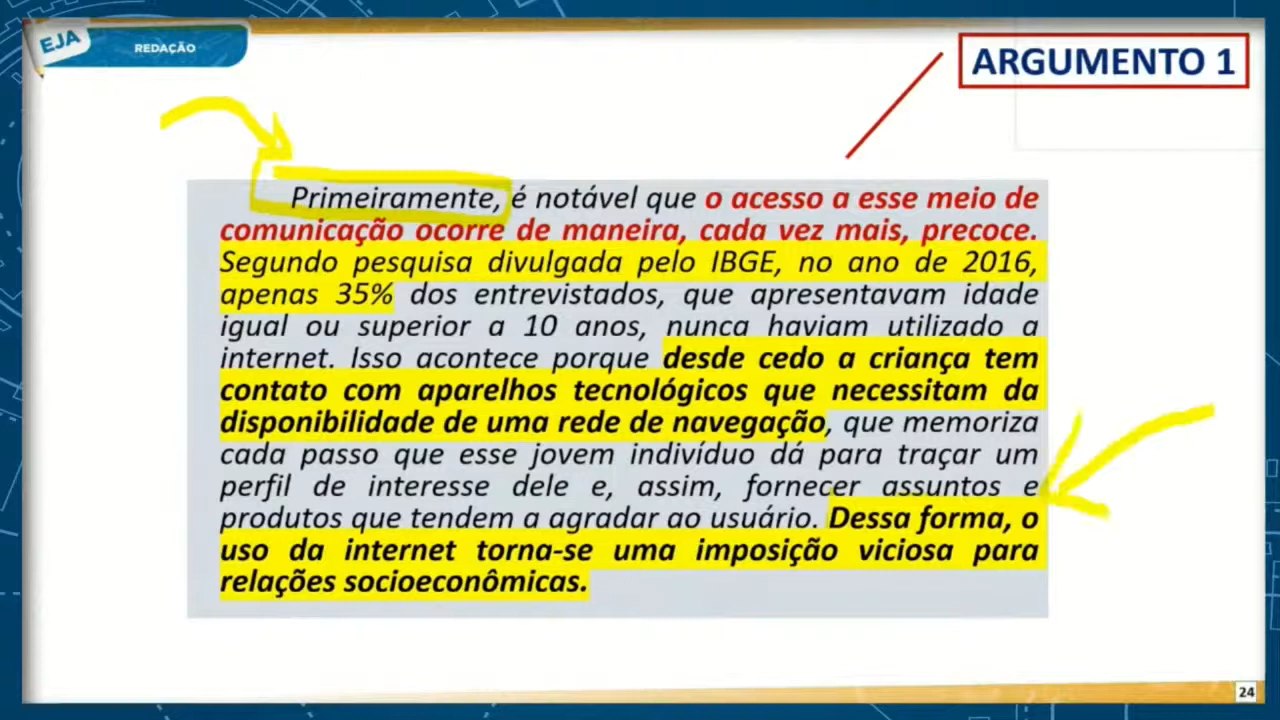 EJA
REDAÇÃO
ARGUMENTO 1
Primeiramente, é notável que o acesso a esse meio de
comunicação ocorre de maneira, cada vez mais, precoce.
Segundo pesquisa divulgada pelo IBGE, no ano de 2016,
apenas 35% dos entrevistados, que apresentavam idade
igual ou superior a 10 anos, nunca haviam utilizado a
internet. Isso acontece porque desde cedo a criança tem
contato com aparelhos tecnológicos que necessitam da
disponibilidade de uma rede de navegação, que memoriza
cada passo que esse jovem indivíduo dá para traçar um
perfil de interesse dele e, assim, fornecer assuntos e
produtos que tendem a agradar ao usuário. Dessa forma, o
uso da internet torna-se uma imposição viciosa para
relações socioeconômicas.
24